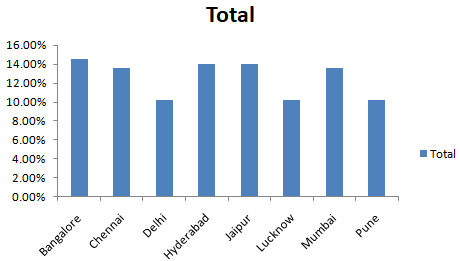 Total
16.00%
14.00%
12.00%
10.00%
8.00%
6.00%
4.00%
2.00%
0.00%
Bangalore
Chennai
Delhi
Hyderabad
Jaipur
Lucknow
Mumbai
Pune
Total